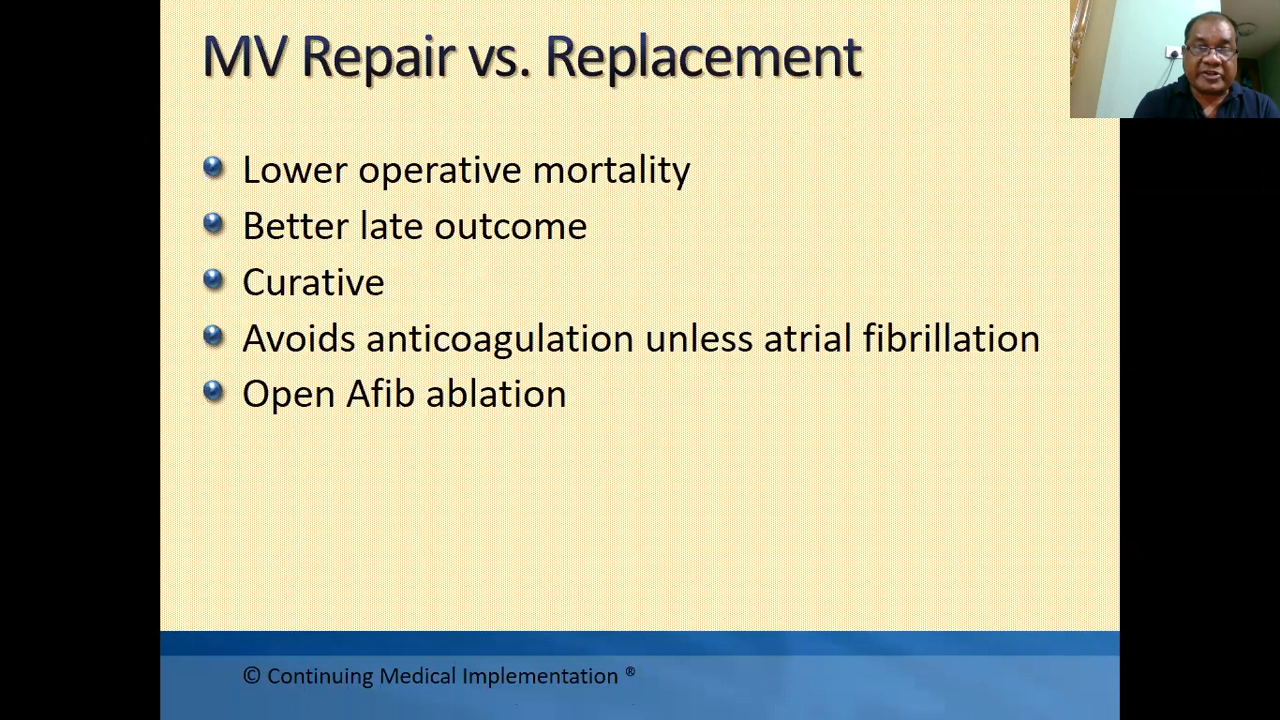 MV Repair vs. Replacement
Lower operative mortality
Better late outcome
Curative
Avoids anticoagulation unless atrial fibrillation
Open Afib ablation
© Continuing Medical Implementation ®